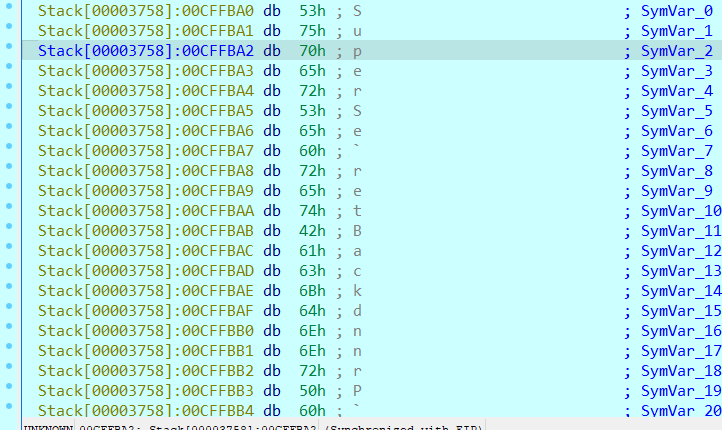 Stack[00003758]:00CFFBA0 db 53h ; S ; SymVar_0
Stack[00003758]:00CFFBA1 db 75h ; u ; SymVar_1
Stack[00003758]:00CFFBA2 db 70h ; p ; SymVar_2
Stack[00003758]:00CFFBA3 db 65h ; e ; SymVar_3
Stack[00003758]:00CFFBA4 db 72h ; r ; SymVar_4
Stack[00003758]:00CFFBA5 db 53h ; S ; SymVar_5
Stack[00003758]:00CFFBA6 db 65h ; e ; SymVar_6
Stack[00003758]:00CFFBA7 db 60h ; ` ; SymVar_7
Stack[00003758]:00CFFBA8 db 72h ; r ; SymVar_8
Stack[00003758]:00CFFBA9 db 65h ; e ; SymVar_9
Stack[00003758]:00CFFBAA db 74h ; t ; SymVar_10
Stack[00003758]:00CFFBAB db 42h ; B ; SymVar_11
Stack[00003758]:00CFFBAC db 61h ; a ; SymVar_12
Stack[00003758]:00CFFBAD db 63h ; c ; SymVar_13
Stack[00003758]:00CFFBAE db 6Bh ; k ; SymVar_14
Stack[00003758]:00CFFBAF db 64h ; d ; SymVar_15
Stack[00003758]:00CFFBB0 db 6Eh ; n ; SymVar_16
Stack[00003758]:00CFFBB1 db 6Eh ; n ; SymVar_17
Stack[00003758]:00CFFBB2 db 72h ; r ; SymVar_18
Stack[00003758]:00CFFBB3 db 50h ; P ; SymVar_19
Stack[00003758]:00CFFBB4 db 60h ; ` ; SymVar_20
UNKNOWN 00CFFBA2: Stack[00003758]:00CFFBA2 (Synchronized with EIP)